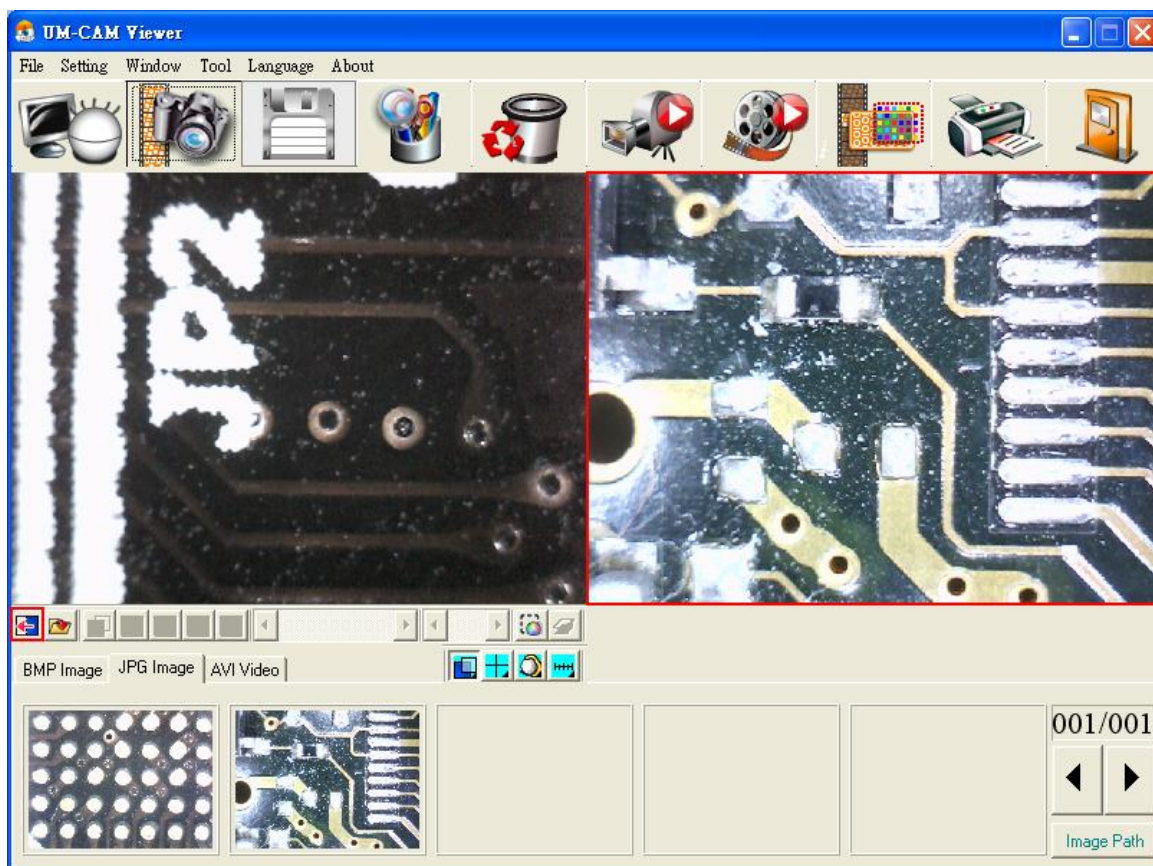 UM-CAM Viewer
File Setting Window Tool Language About
JP2
BMP Image JPG Image AVI Video
001/001
Image Path